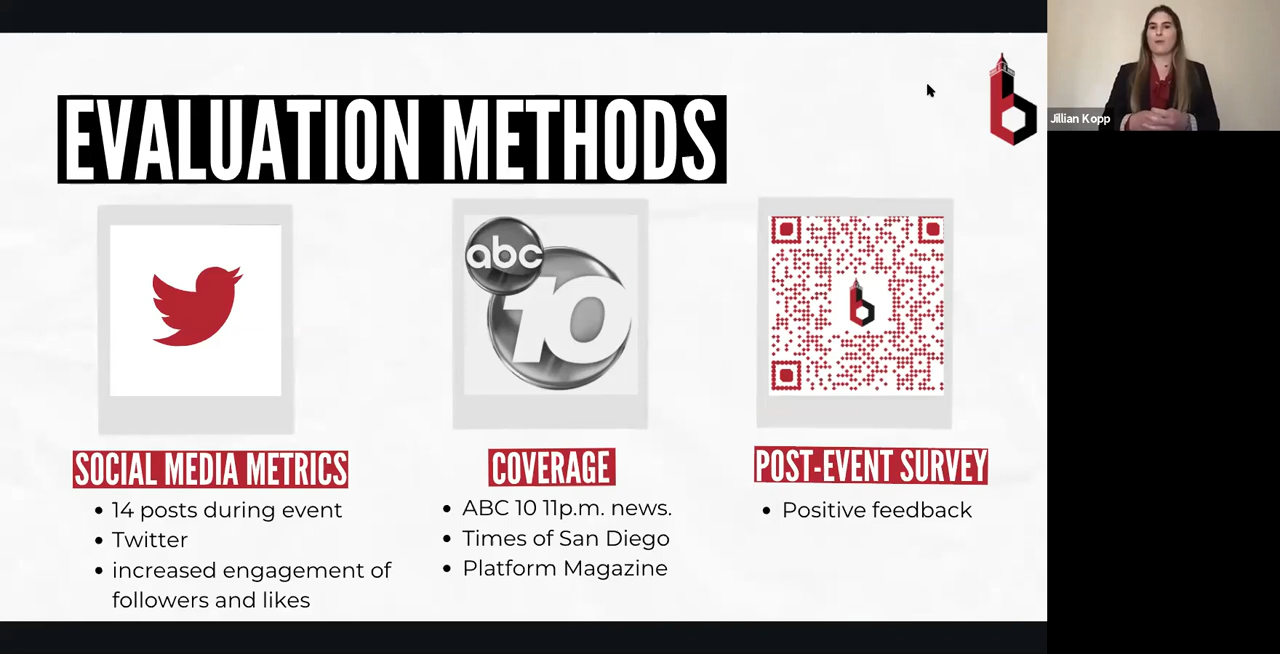 EVALUATION METHODS
Jillian Kopp
abc
10
SOCIAL MEDIA METRICS
14 posts during event
Twitter
increased engagement of
followers and likes
COVERAGE
ABC 10 11p.m. news.
Times of San Diego
Platform Magazine
POST-EVENT SURVEY
Positive feedback